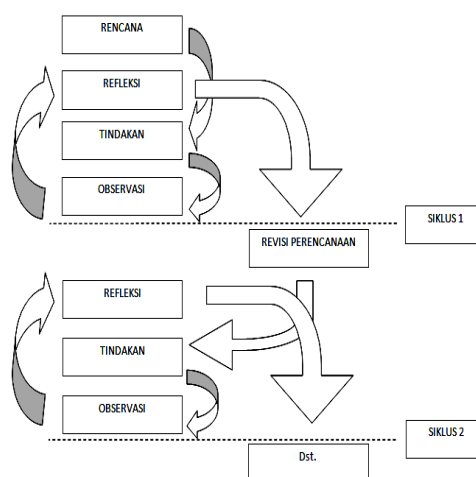 RENCANA
REFLEKSI
TINDAKAN
OBSERVASI
SIKLUS 1
REVISI PERENCANAAN
REFLEKSI
TINDAKAN
OBSERVASI
SIKLUS 2
Dst.